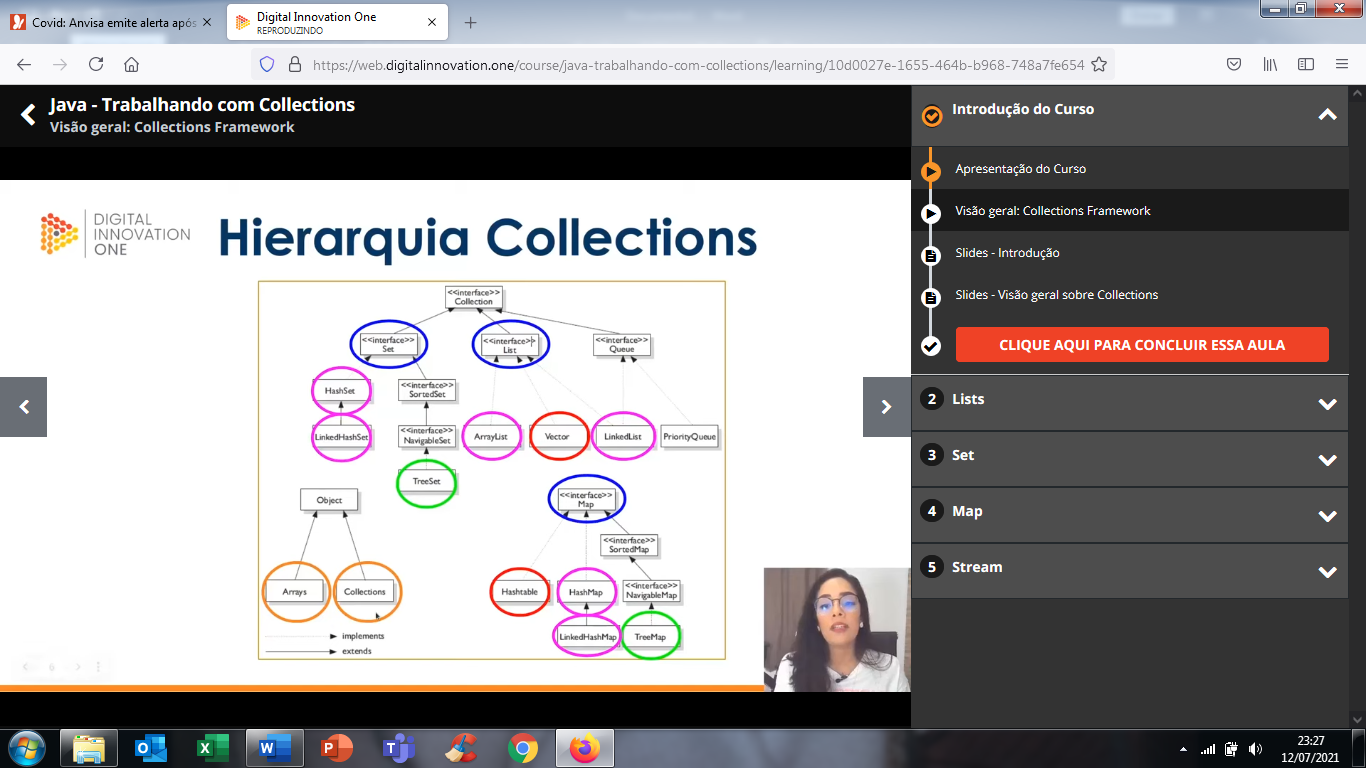 Covid: Anvisa emite alerta após
Digital Innovation One
REPRODUZINDO
https://web.digitalinnovation.one/course/java-trabalhando-com-collections/learning/10d0027e-1655-464b-b968-748a7fe654
Java - Trabalhando com Collections
Visão geral: Collections Framework
DIGITAL
INNOVATION
ONE
Hierarquia Collections
<<interface>>
Collection
<<interface>>
Set
<<interface>>
List
<<interface>>
Queue
HashSet
<<interface>>
SortedSet
LinkedHashSet
<<interface>>
NavigableSet
ArrayList
Vector
LinkedList
PriorityQueue
TreeSet
Object
<<interface>>
Map
<<interface>>
SortedMap
Arrays
Collections
Hashtable
HashMap
<<interface>>
NavigableMap
LinkedHashMap
TreeMap
implements
extends
6
Introdução do Curso
Apresentação do Curso
Visão geral: Collections Framework
Slides - Introdução
Slides - Visão geral sobre Collections
CLIQUE AQUI PARA CONCLUIR ESSA AULA
2 Lists
3 Set
4 Map
5 Stream
23:27
12/07/2021